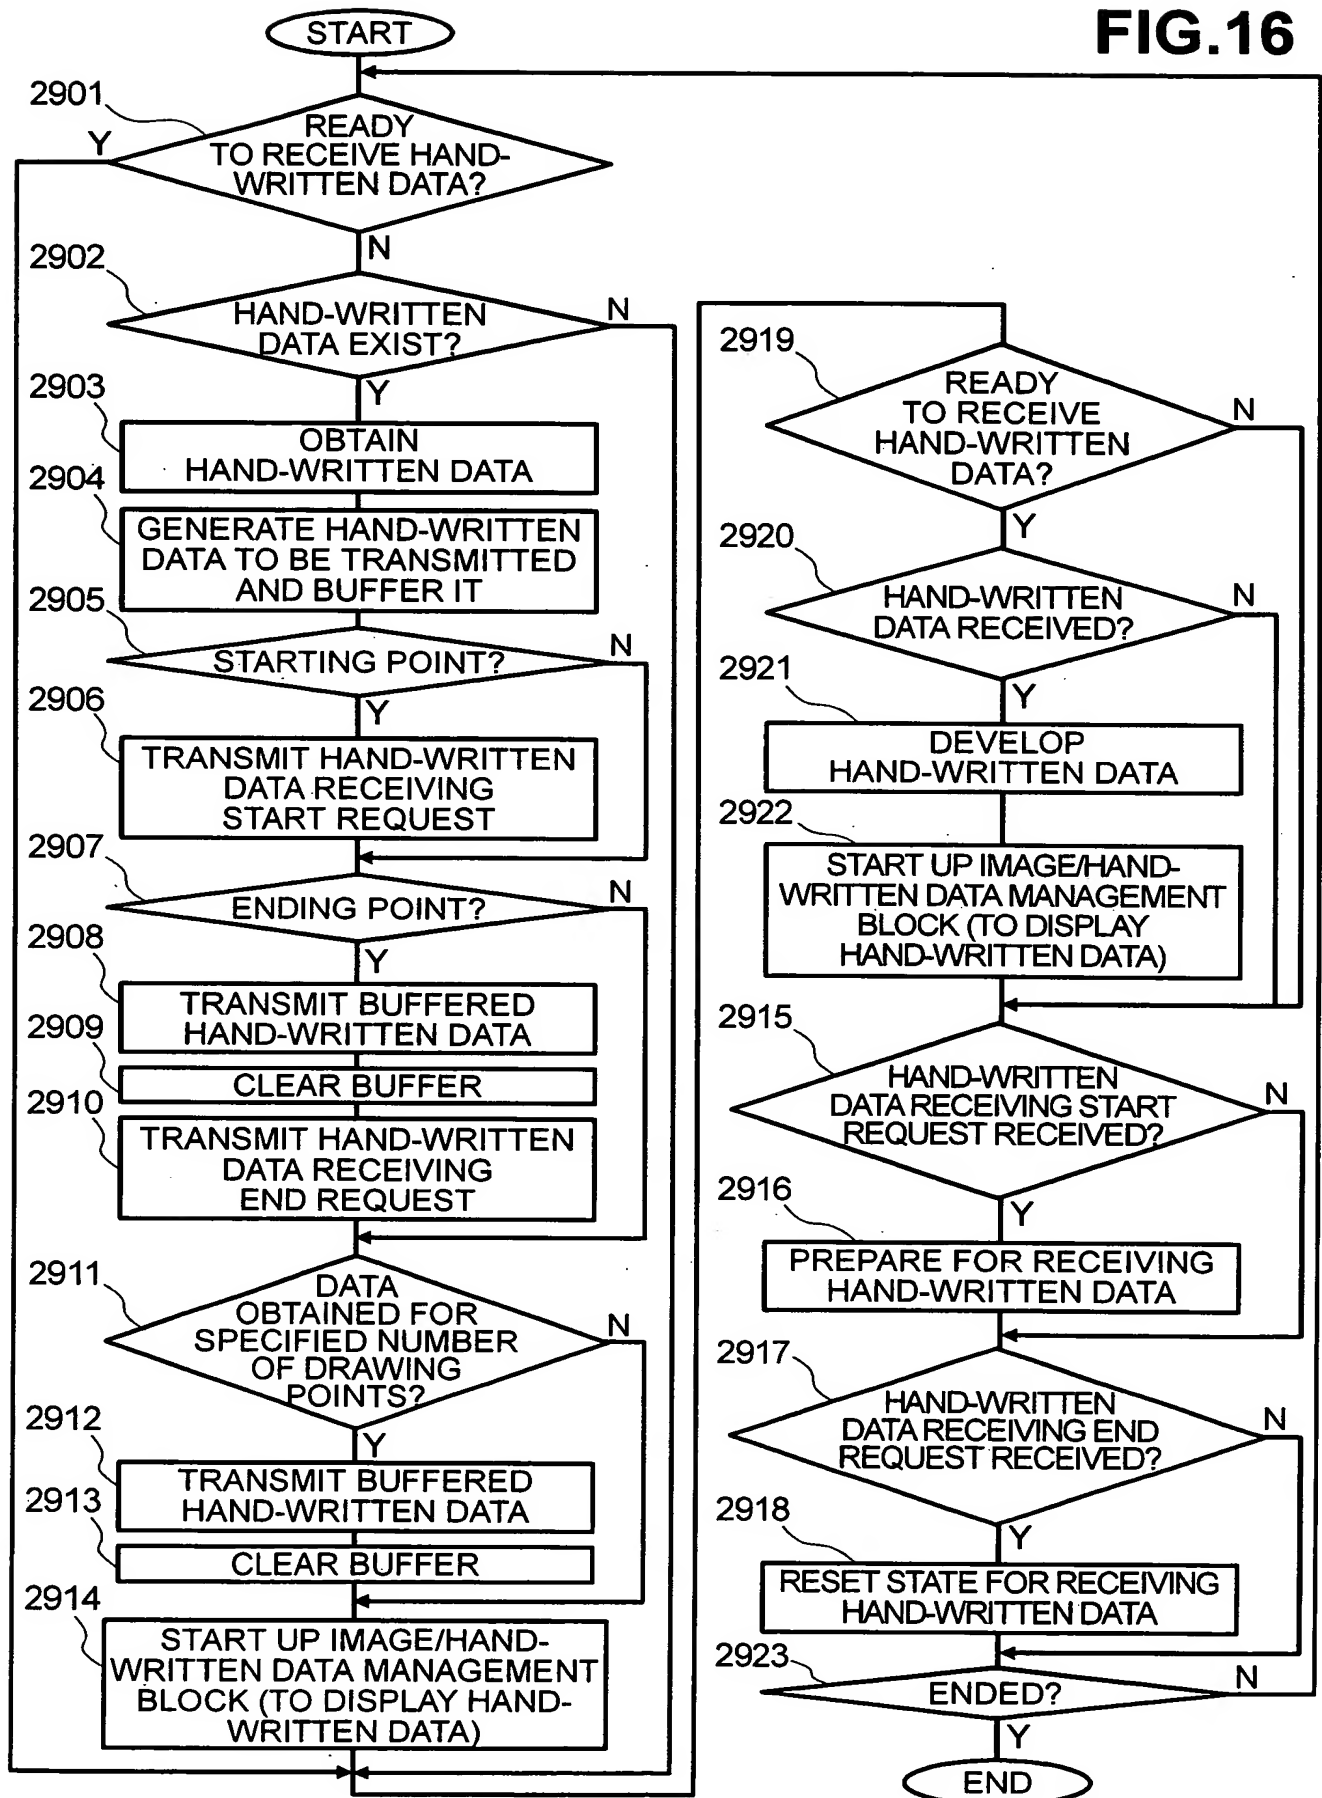 FIG.16
START
2901
Y
READY
TO RECEIVE HAND-
WRITTEN DATA?
N
2902
HAND-WRITTEN
DATA EXIST?
N
Y
2903
OBTAIN
HAND-WRITTEN DATA
2904
GENERATE HAND-WRITTEN
DATA TO BE TRANSMITTED
AND BUFFER IT
2905
STARTING POINT?
N
Y
2906
TRANSMIT HAND-WRITTEN
DATA RECEIVING
START REQUEST
2907
ENDING POINT?
N
Y
2908
TRANSMIT BUFFERED
HAND-WRITTEN DATA
2909
CLEAR BUFFER
2910
TRANSMIT HAND-WRITTEN
DATA RECEIVING
END REQUEST
2911
DATA
OBTAINED FOR
SPECIFIED NUMBER
OF DRAWING
POINTS?
N
Y
2912
TRANSMIT BUFFERED
HAND-WRITTEN DATA
2913
CLEAR BUFFER
2914
START UP IMAGE/HAND-
WRITTEN DATA MANAGEMENT
BLOCK (TO DISPLAY HAND-
WRITTEN DATA)
2919
READY
TO RECEIVE
HAND-WRITTEN
DATA?
N
Y
2920
HAND-WRITTEN
DATA RECEIVED?
N
Y
2921
DEVELOP
HAND-WRITTEN DATA
2922
START UP IMAGE/HAND-
WRITTEN DATA MANAGEMENT
BLOCK (TO DISPLAY
HAND-WRITTEN DATA)
2915
HAND-WRITTEN
DATA RECEIVING START
REQUEST RECEIVED?
N
Y
2916
PREPARE FOR RECEIVING
HAND-WRITTEN DATA
2917
HAND-WRITTEN
DATA RECEIVING END
REQUEST RECEIVED?
N
Y
2918
RESET STATE FOR RECEIVING
HAND-WRITTEN DATA
2923
ENDED?
N
Y
END